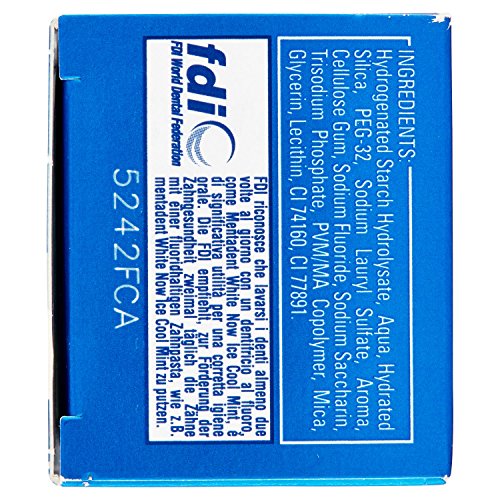 INGREDIENTS:
Hydrogenated Starch Hydrolysate, Aqua, Hydrated
Silica, PEG-32, Sodium Lauryl Sulfate, Aroma,
Cellulose Gum, Sodium Fluoride, Sodium Saccharin,
Trisodium Phosphate, PVM/MA Copolymer, Mica,
Glycerin, Lecithin, CI 74160, CI 77891.
fdi
FDI World Dental Federation
FDI riconosce che lavarsi i denti almeno due
volte al giorno con un dentifricio al fluoro,
come Mentadent White Now Ice Cool Mint, è
di significativa utilità per una corretta igiene
orale. Die FDI empfiehlt, zur Förderung der
Zahngesundheit zweimal täglich die Zähne
mit einer fluoridhaltigen Zahnpasta, wie z.B.
mentadent White Now Ice Cool Mint zu putzen.
5242FCA